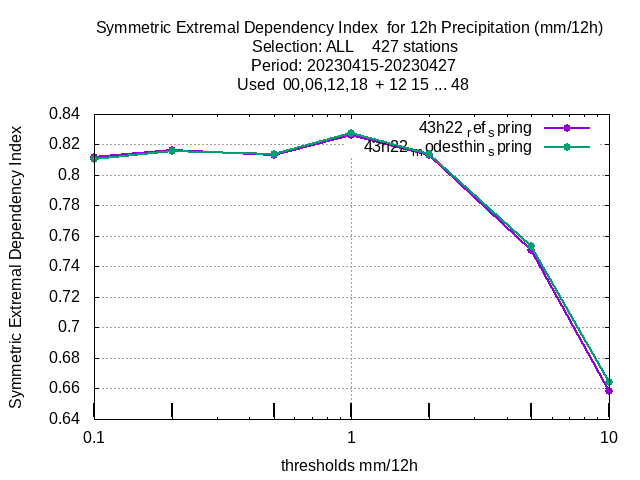 Symmetric Extremal Dependency Index  for 12h Precipitation (mm/12h)
Selection: ALL    427 stations
Period: 20230415-20230427
Used  00,06,12,18  + 12 15 ... 48
Symmetric Extremal Dependency Index
0.84
0.82
0.8
0.78
0.76
0.74
0.72
0.7
0.68
0.66
0.64
43h22 ref spring
43h22 modesthin spring
0.1
1
10
thresholds mm/12h